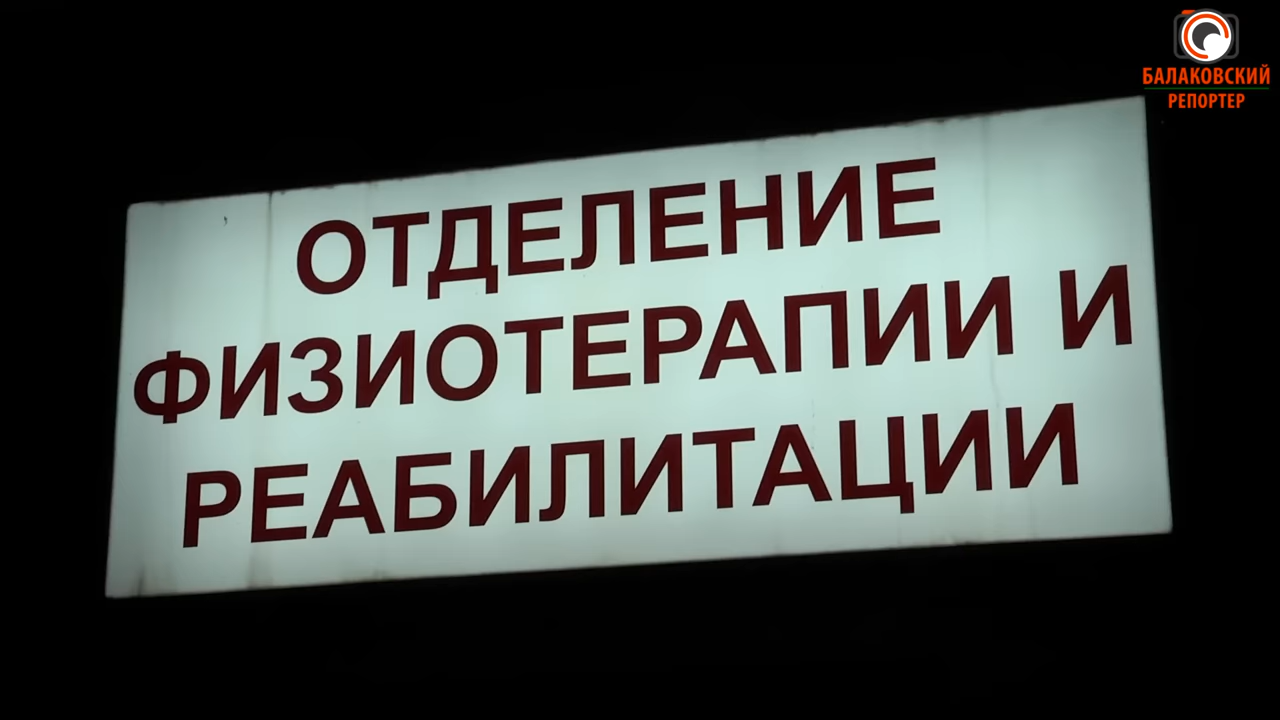 БАЛАКОВСКИЙ
РЕПОРТЕР
ОТДЕЛЕНИЕ
ФИЗИОТЕРАПИИ И
РЕАБИЛИТАЦИИ